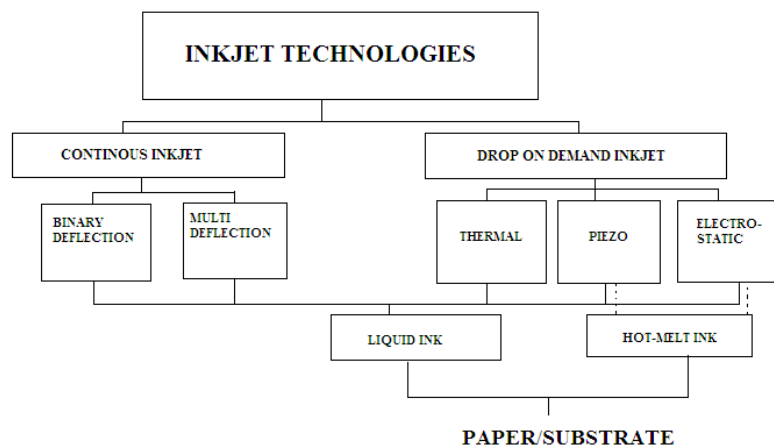 INKJET TECHNOLOGIES
CONTINOUS INKJET
DROP ON DEMAND INKJET
BINARY
DEFLECTION
MULTI
DEFLECTION
THERMAL
PIEZO
ELECTRO-
STATIC
LIQUID INK
HOT-MELT INK
PAPER/SUBSTRATE